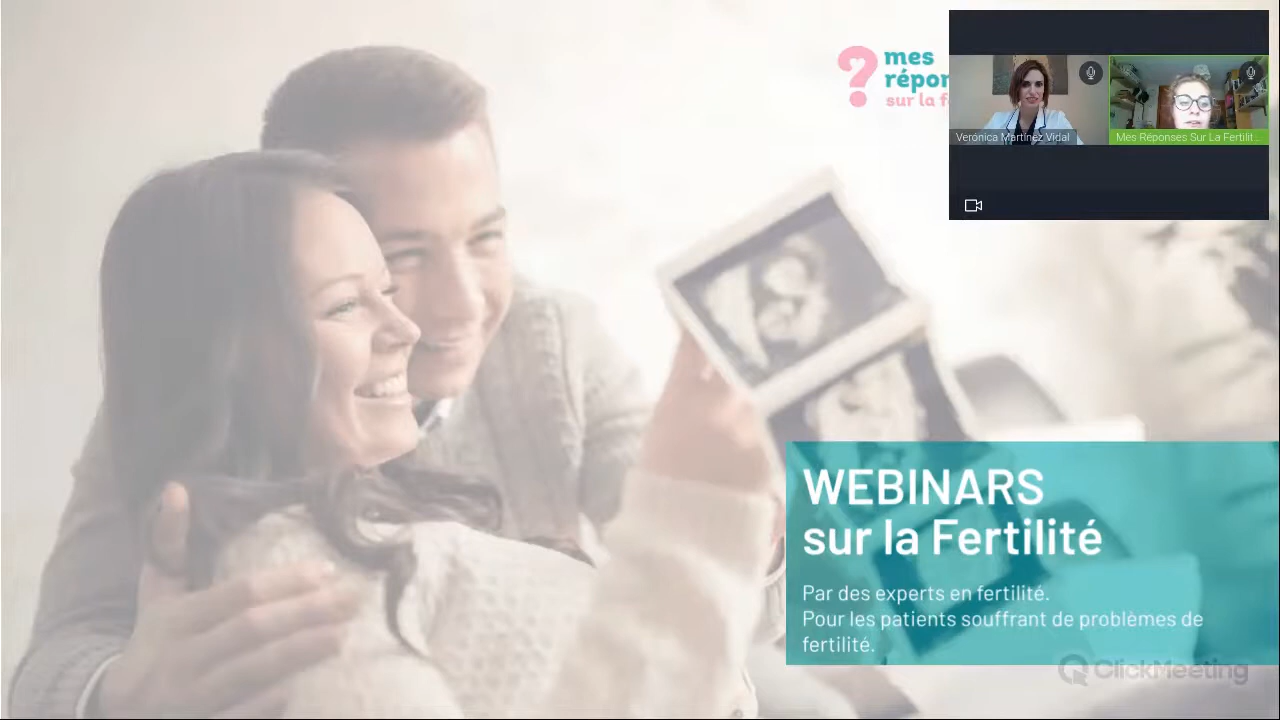 mes
répon
sur la f
Verónica Martínez Vidal
Mes Réponses Sur La Fertilit...
WEBINARS
sur la Fertilité
Par des experts en fertilité.
Pour les patients souffrant de problèmes de
fertilité.
ClickMeeting